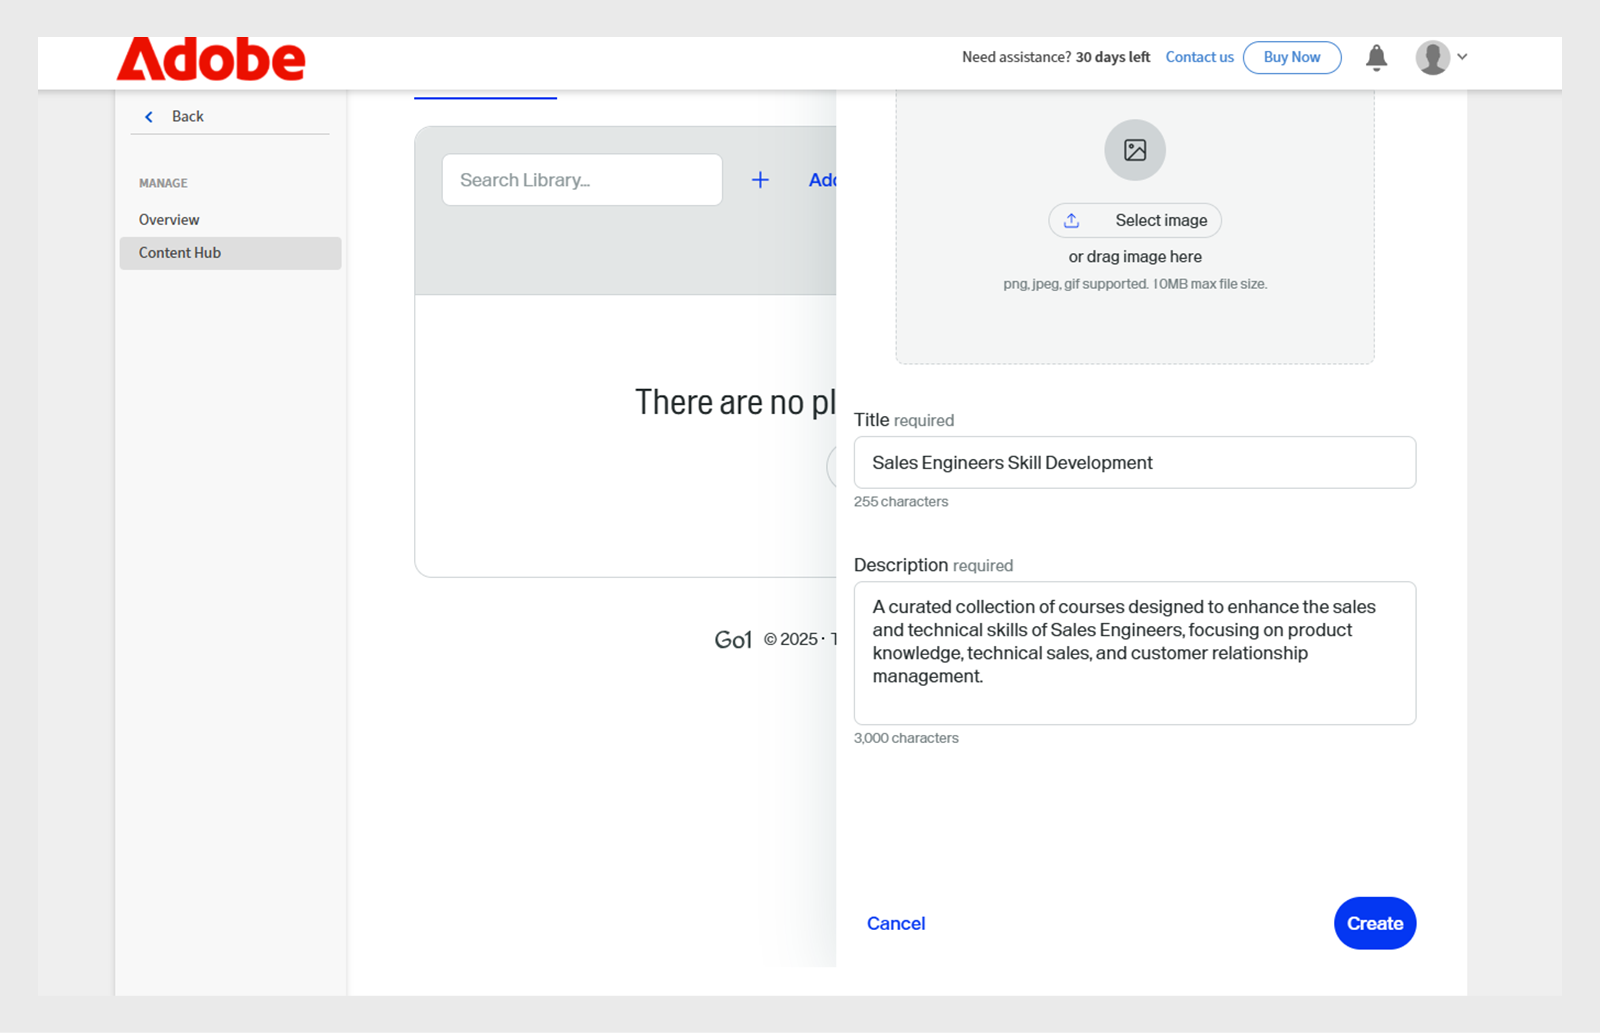 Adobe
Need assistance? 30 days left Contact us Buy Now
Back
MANAGE
Overview
Content Hub
Search Library...
There are no
Go1 © 2025 ·
Select image
or drag image here
png, jpeg, gif supported. 10MB max file size.
Title required
Sales Engineers Skill Development
255 characters
Description required
A curated collection of courses designed to enhance the sales
and technical skills of Sales Engineers, focusing on product
knowledge, technical sales, and customer relationship
management.
3,000 characters
Cancel
Create